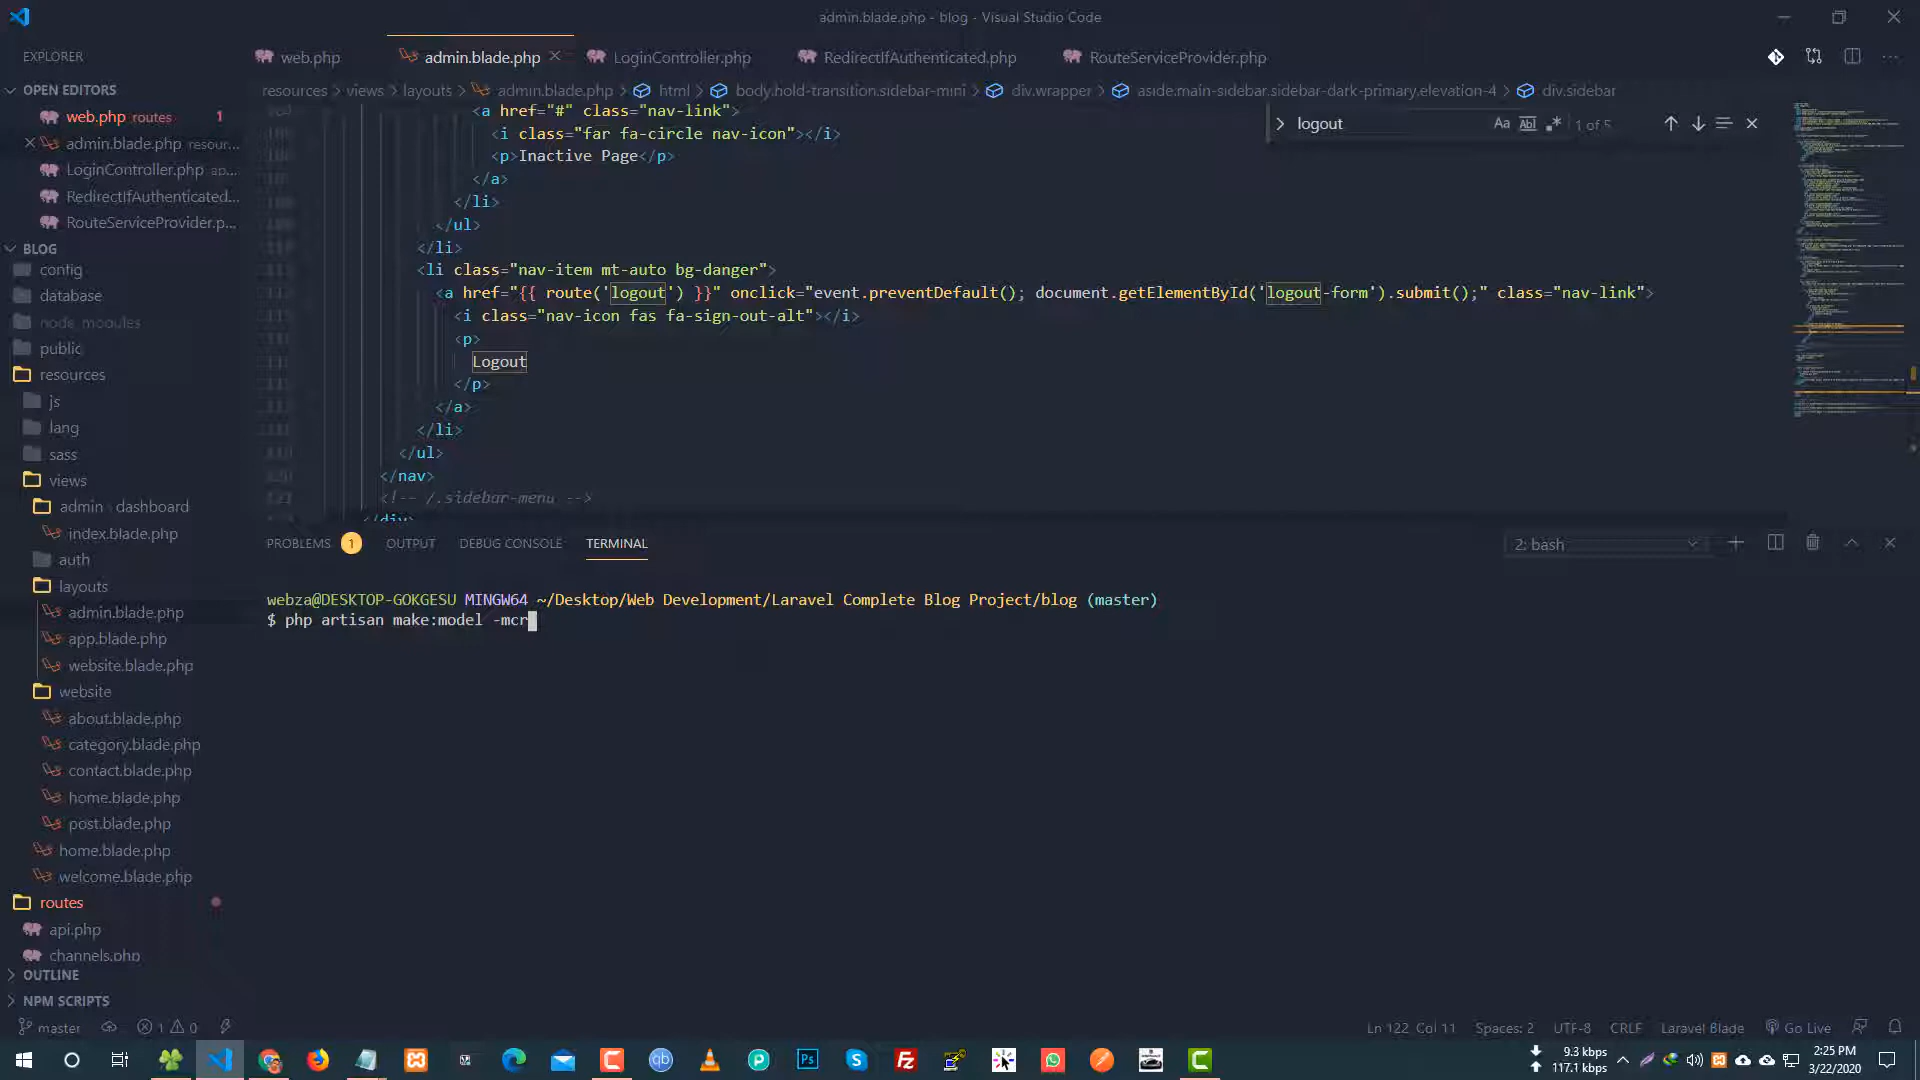 admin.blade.php - blog - Visual Studio Code
EXPLORER
web.php
admin.blade.php
LoginController.php
RedirectIfAuthenticated.php
RouteServiceProvider.php
OPEN EDITORS
web.php routes 1
admin.blade.php resour...
LoginController.php ap...
RedirectIfAuthenticated...
RouteServiceProvider.p...
BLOG
config
database
node_modules
public
resources
js
lang
sass
views
admin dashboard
index.blade.php
auth
layouts
admin.blade.php
app.blade.php
website.blade.php
website
about.blade.php
category.blade.php
contact.blade.php
home.blade.php
post.blade.php
home.blade.php
welcome.blade.php
routes
api.php
channels.php
OUTLINE
NPM SCRIPTS
resources > views > layouts > admin.blade.php > html > body.hold-transition.sidebar-mini > div.wrapper > aside.main-sidebar.sidebar-dark-primary.elevation-4 > div.sidebar
logout
Aa Abl .* 1 of 5
<a href="#" class="nav-link">
<i class="far fa-circle nav-icon"></i>
<p>Inactive Page</p>
</a>
</li>
</ul>
</li>
<li class="nav-item mt-auto bg-danger">
<a href="{{ route('logout') }}" onclick="event.preventDefault(); document.getElementById('logout-form').submit();" class="nav-link">
<i class="nav-icon fas fa-sign-out-alt"></i>
<p>
Logout
</p>
</a>
</li>
</ul>
</nav>
<!-- /.sidebar-menu -->
</div>
PROBLEMS 1 OUTPUT DEBUG CONSOLE TERMINAL
2: bash
webza@DESKTOP-GOKGESU MINGW64 ~/Desktop/Web Development/Laravel Complete Blog Project/blog (master)
$ php artisan make:model -mcr
master 1 0
Ln 122, Col 11 Spaces: 2 UTF-8 CRLF Laravel Blade Go Live
9.3 kbps
117.1 kbps
2:25 PM
3/22/2020